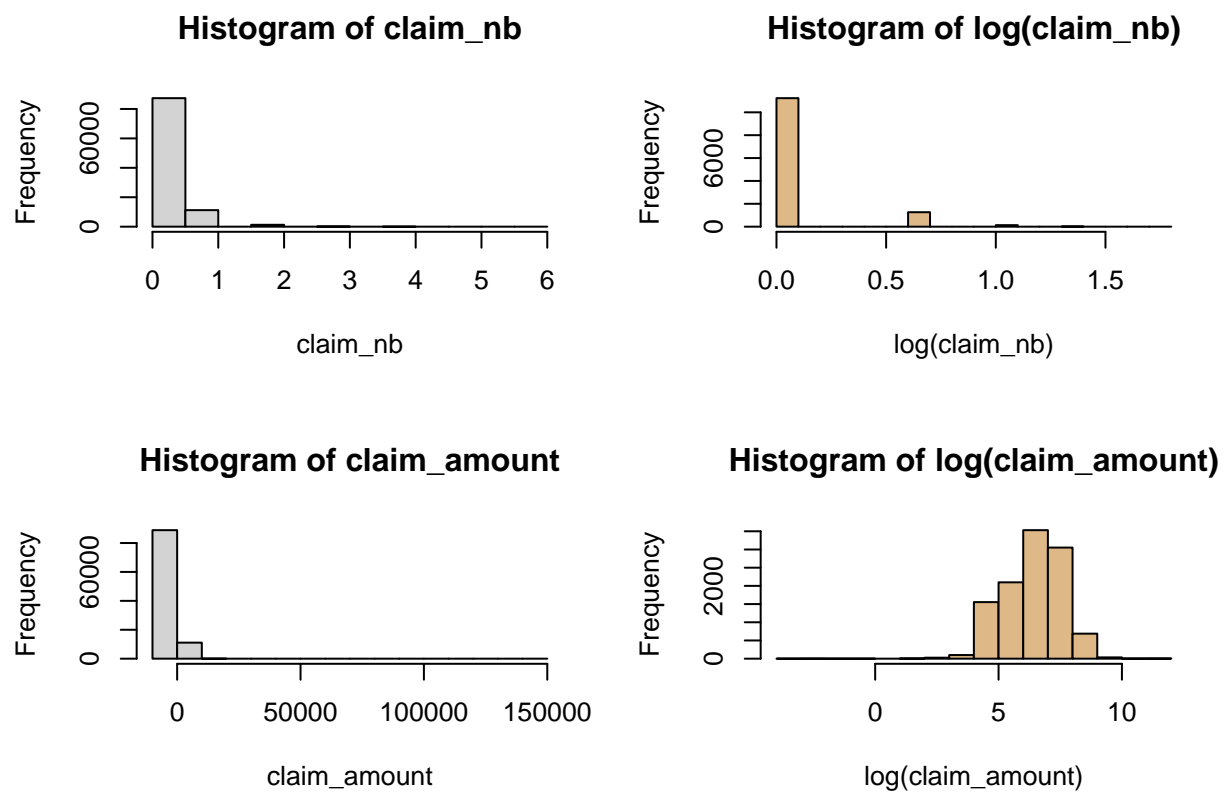 Histogram of claim_nb
Frequency
0 60000
0 1 2 3 4 5 6
claim_nb
Histogram of log(claim_nb)
Frequency
0 6000
0.0 0.5 1.0 1.5
log(claim_nb)
Histogram of claim_amount
Frequency
0 60000
0 50000 100000 150000
claim_amount
Histogram of log(claim_amount)
Frequency
0 2000
0 5 10
log(claim_amount)